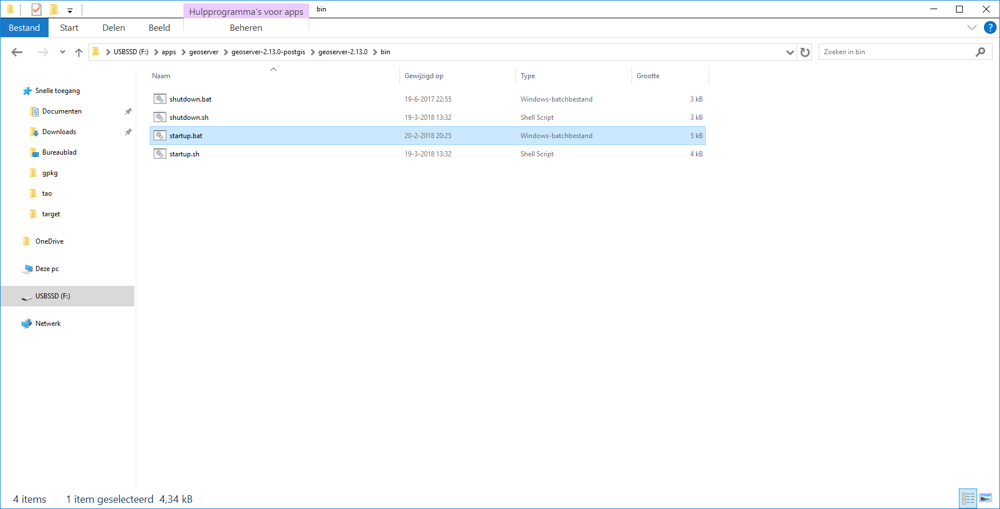 Hulpprogramma's voor apps bin
Bestand Start Delen Beeld Beheren ?
USBSSD (F:) apps geoserver geoserver-2.13.0-postgis geoserver-2.13.0 bin Zoeken in bin
Naam Gewijzigd op Type Grootte
Snelle toegang
Documenten
Downloads
Bureaublad
gpkg
tao
target
OneDrive
Deze pc
USBSSD (F:)
Netwerk
shutdown.bat 19-6-2017 22:55 Windows-batchbestand 3 kB
shutdown.sh 19-3-2018 13:32 Shell Script 3 kB
startup.bat 20-2-2018 20:25 Windows-batchbestand 5 kB
startup.sh 19-3-2018 13:32 Shell Script 4 kB
4 items 1 item geselecteerd 4,34 kB